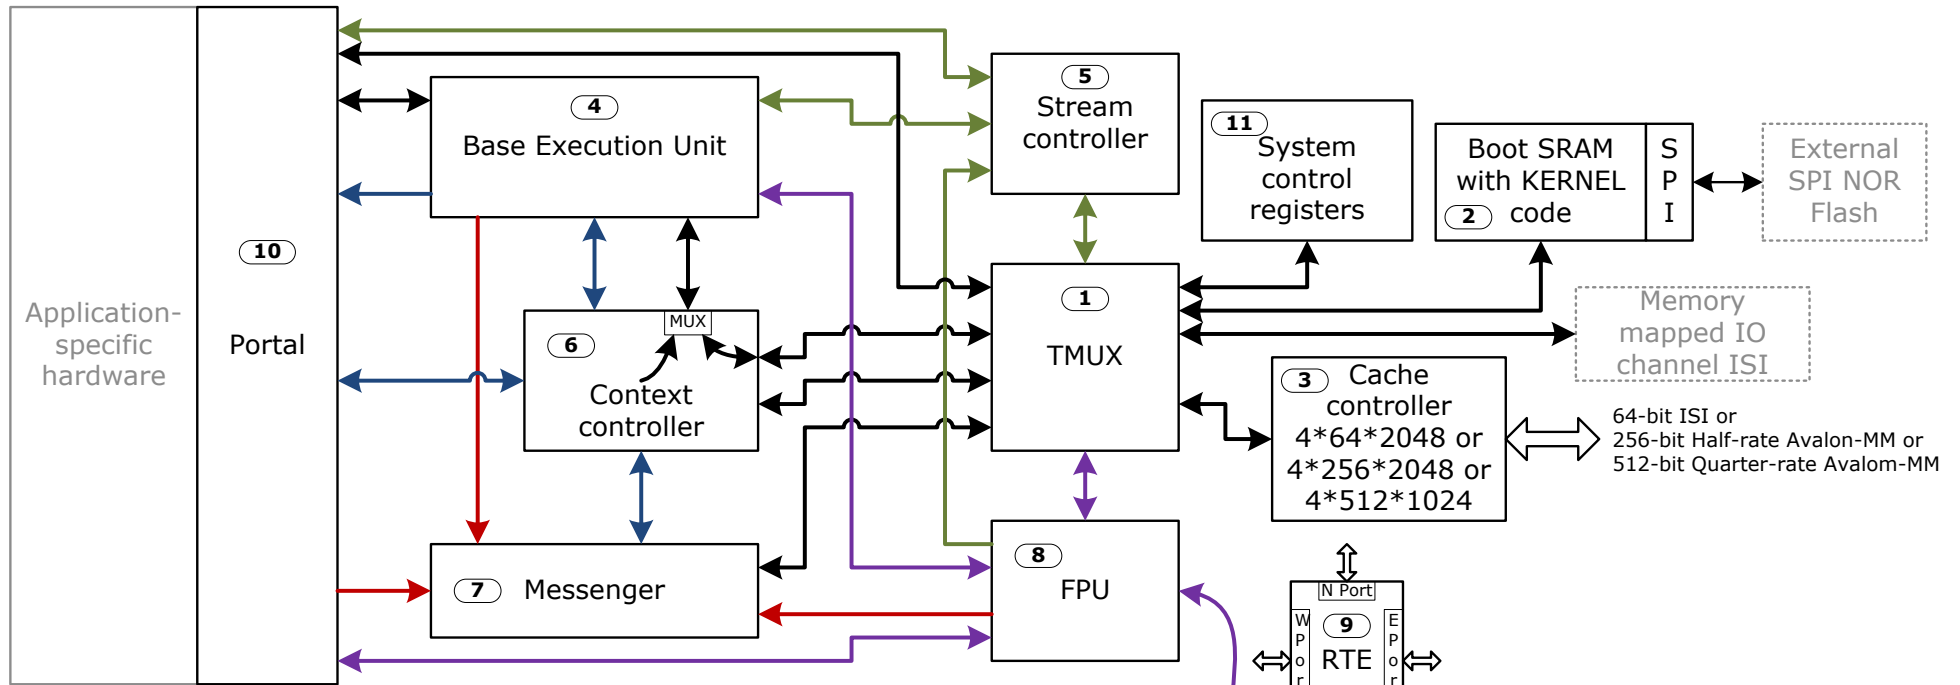 Application-
specific
hardware
10
Portal
4
Base Execution Unit
5
Stream
controller
11
System
control
registers
Boot SRAM
with KERNEL
2
code
S
P
I
External
SPI NOR
Flash
1
TMUX
Memory
mapped IO
channel ISI
MUX
6
Context
controller
3
Cache
controller
4*64*2048 or
4*256*2048 or
4*512*1024
64-bit ISI or
256-bit Half-rate Avalon-MM or
512-bit Quarter-rate Avalom-MM
7
Messenger
8
FPU
N Port
W
P
o
r
9
RTE
E
P
o
r